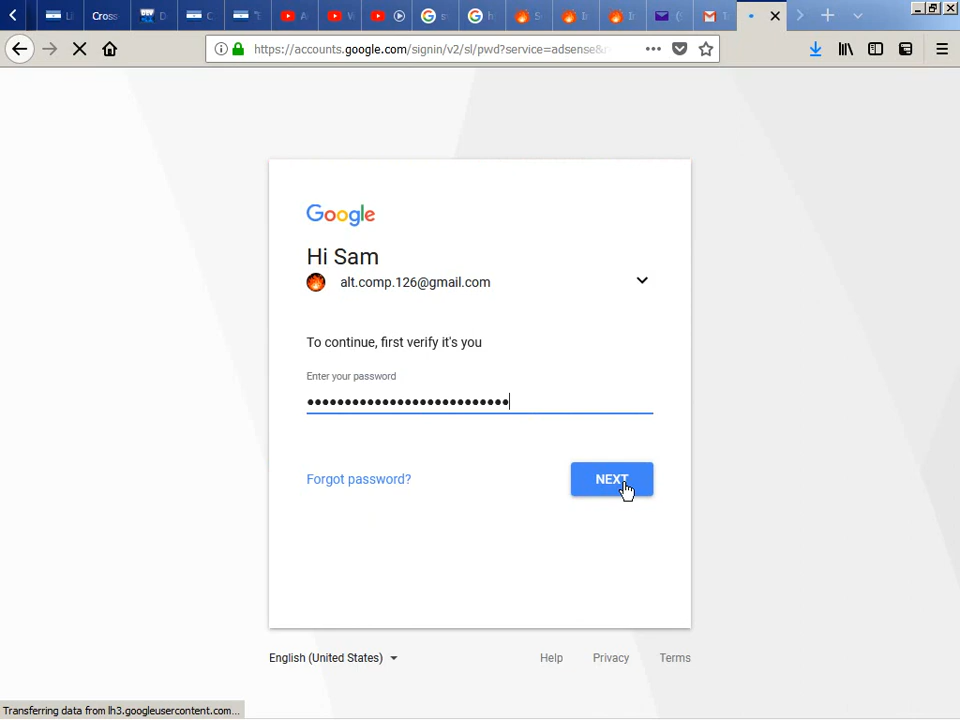 Cross
https://accounts.google.com/signin/v2/sl/pwd?service=adsense&
Google
Hi Sam
alt.comp.126@gmail.com
To continue, first verify it's you
Enter your password
Forgot password?
NEXT
English (United States)
Help Privacy Terms
Transferring data from lh3.googleusercontent.com...